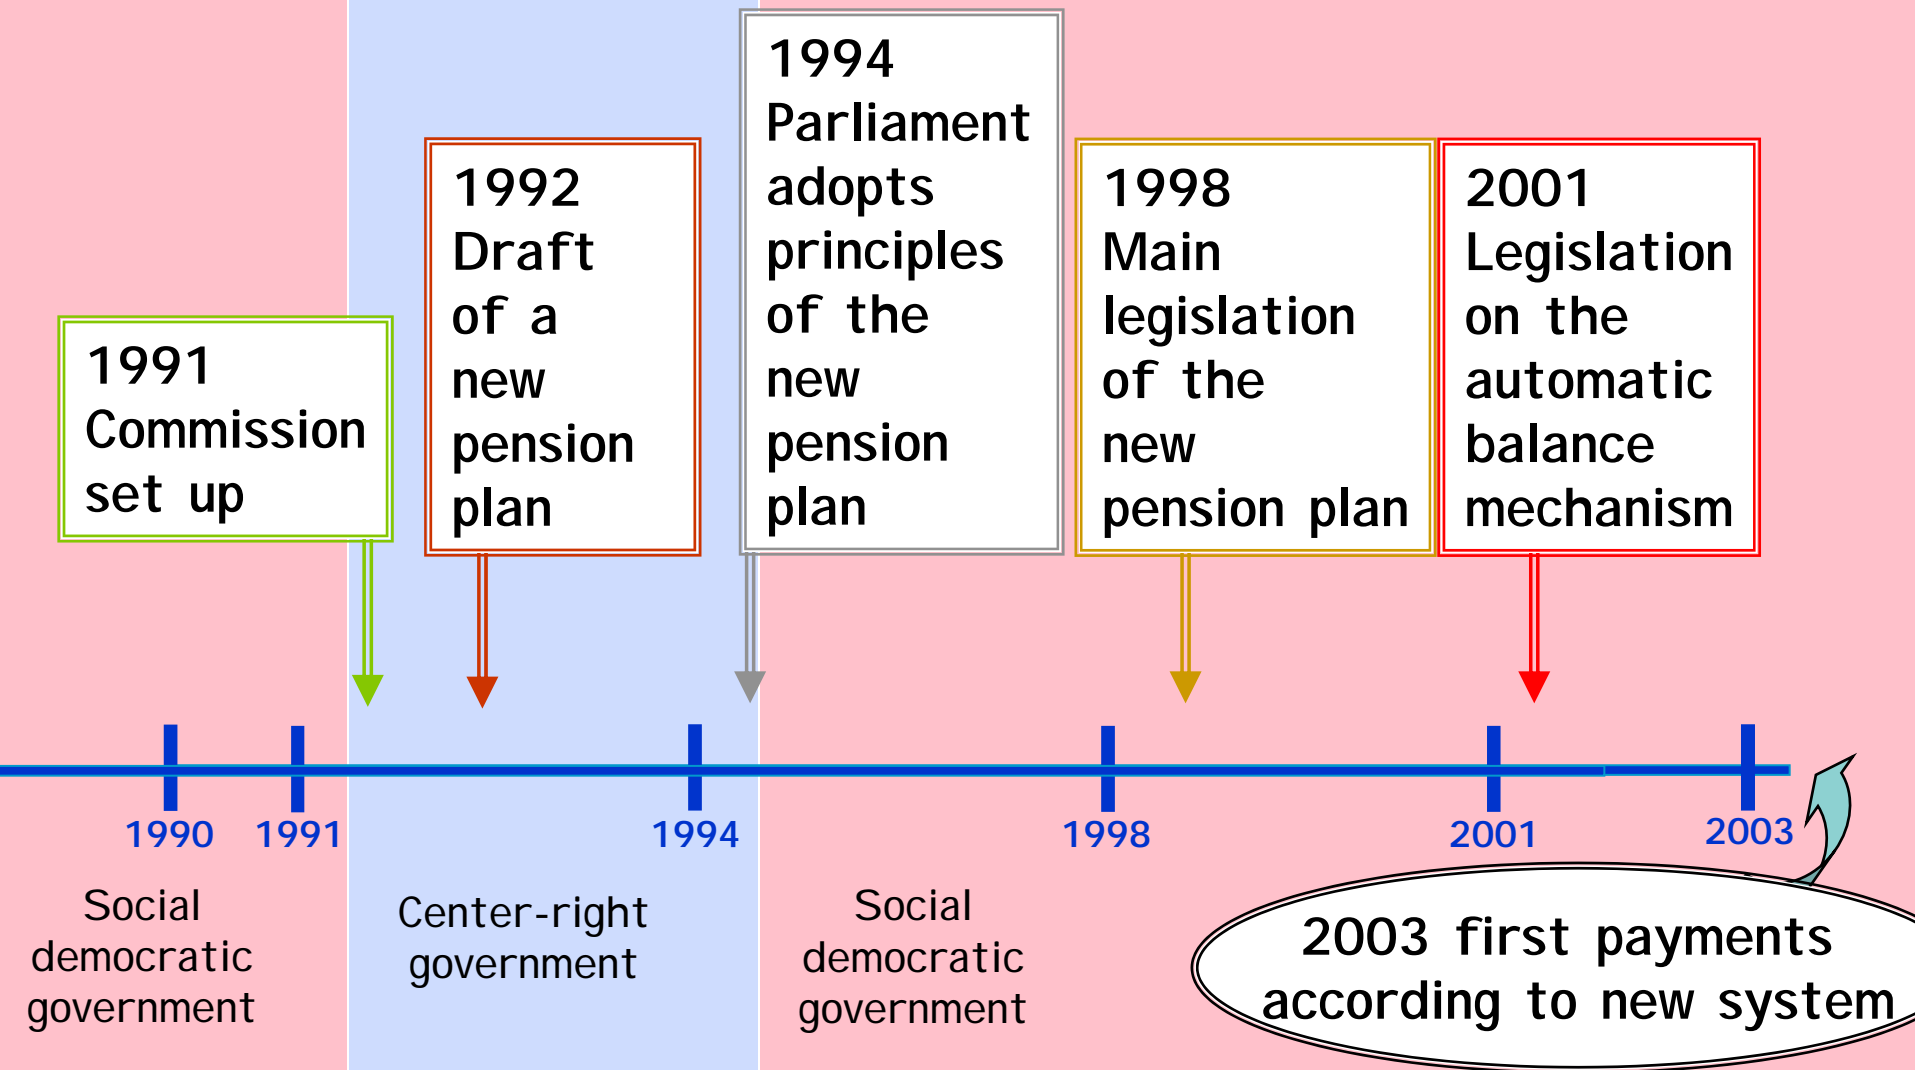 1991
Commission
set up
1992
Draft
of a
new
pension
plan
1994
Parliament
adopts
principles
of the
new
pension
plan
1998
Main
legislation
of the
new
pension plan
2001
Legislation
on the
automatic
balance
mechanism
1990
1991
1994
1998
2001
2003
Social
democratic
government
Center-right
government
Social
democratic
government
2003 first payments
according to new system